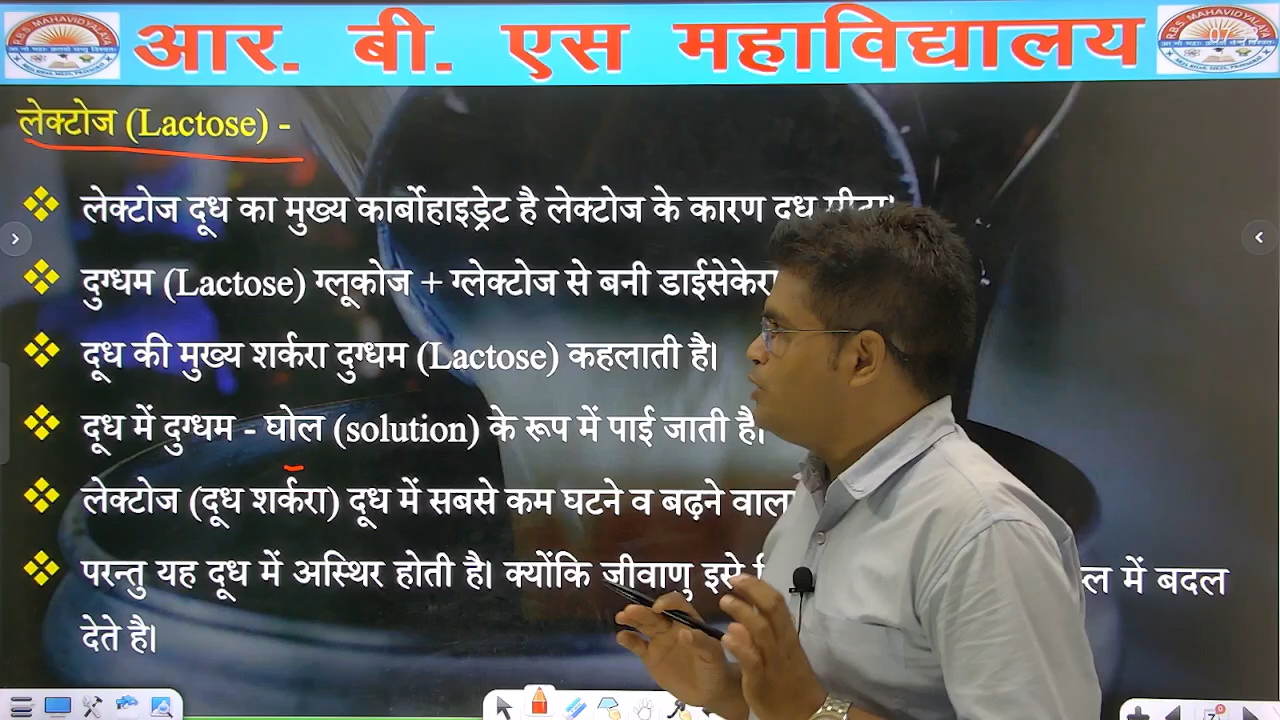 आर. बी. एस महाविद्यालय
लेक्टोज (Lactose) -
लेक्टोज दूध का मुख्य कार्बोहाइड्रेट है लेक्टोज के कारण
दुग्धम (Lactose) ग्लूकोज + ग्लेक्टोज से बनी
दूध की मुख्य शर्करा दुग्धम (Lactose) कहलाती है।
दूध में दुग्धम - घोल (solution) के रूप में पाई जाती है।
लेक्टोज (दूध शर्करा) दूध में सबसे कम घटने व बढ़ने
परन्तु यह दूध में अस्थिर होती है। क्योंकि जीवाणु इसे में बदल
देते है।